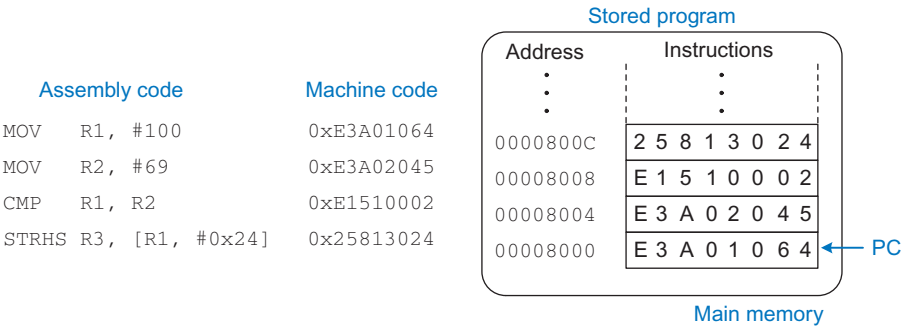 Stored program
Address Instructions
Assembly code Machine code
MOV R1, #100 0xE3A01064
MOV R2, #69 0xE3A02045
CMP R1, R2 0xE1510002
STRHS R3, [R1, #0x24] 0x25813024
0000800C 2 5 8 1 3 0 2 4
00008008 E 1 5 1 0 0 0 2
00008004 E 3 A 0 2 0 4 5
00008000 E 3 A 0 1 0 6 4 PC
Main memory